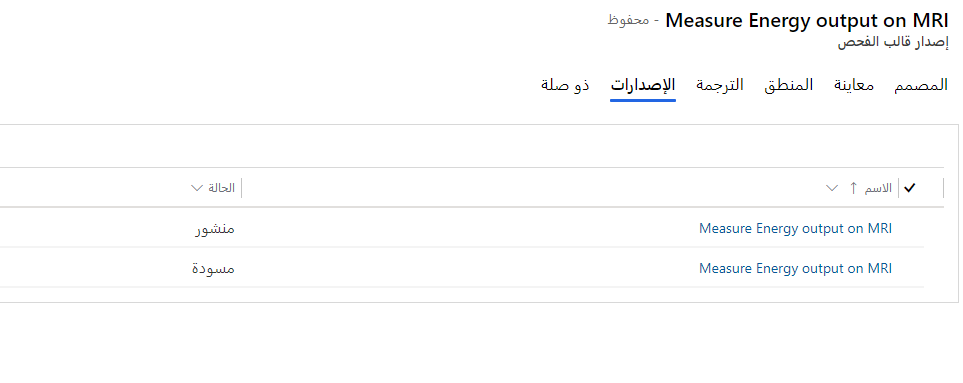 Measure Energy output on MRI - محفوظ
إصدار قالب الفحص
المصمم معاينة المنطق الترجمة الإصدارات ذو صلة
الاسم الحالة
Measure Energy output on MRI منشور
Measure Energy output on MRI مسودة